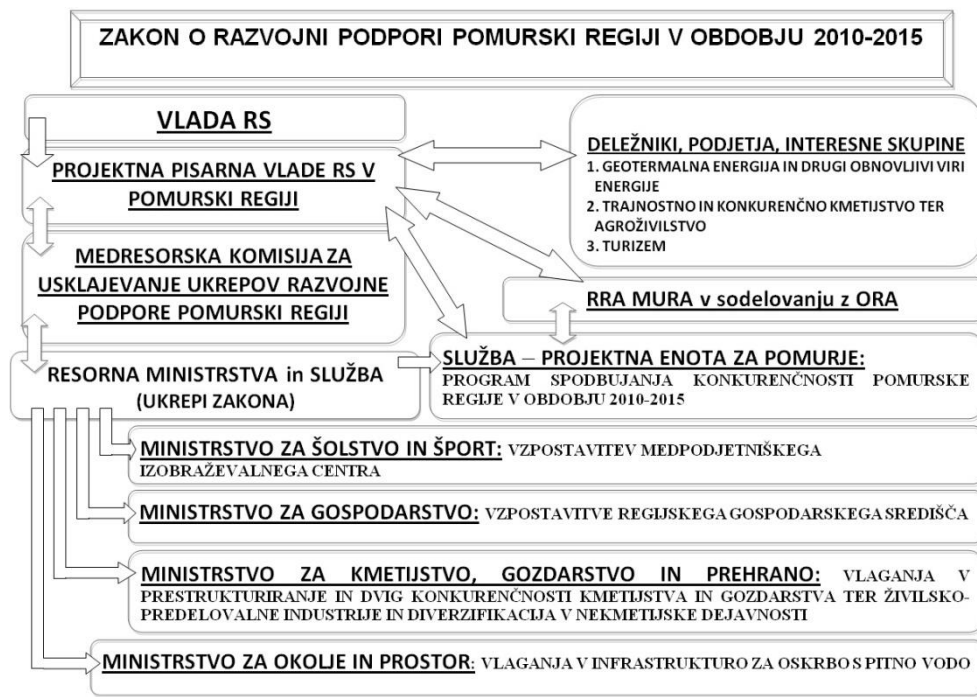 ZAKON O RAZVOJNI PODPORI POMURSKI REGIJI V OBDOBJU 2010-2015
VLADA RS
PROJEKTNA PISARNA VLADE RS V
POMURSKI REGIJI
MEDRESORSKA KOMISIJA ZA
USKLAJEVANJE UKREPOV RAZVOJNE
PODPORE POMURSKI REGIJI
RESORNA MINISTRSTVA in SLUŽBA
(UKREPI ZAKONA)
DELEŽNIKI, PODJETJA, INTERESNE SKUPINE
1. GEOTERMALNA ENERGIJA IN DRUGI OBNOVLJIVI VIRI
ENERGIJE
2. TRAJNOSTNO IN KONKURENČNO KMETIJSTVO TER
AGROŽIVILSTVO
3. TURIZEM
RRA MURA v sodelovanju z ORA
SLUŽBA – PROJEKTNA ENOTA ZA POMURJE:
PROGRAM SPODBUJANJA KONKURENČNOSTI POMURSKE
REGIJE V OBDOBJU 2010-2015
MINISTRSTVO ZA ŠOLSTVO IN ŠPORT: VZPOSTAVITEV MEDPODJETNIŠKEGA
IZOBRAŽEVALNEGA CENTRA
MINISTRSTVO ZA GOSPODARSTVO: VZPOSTAVITVE REGIJSKEGA GOSPODARSKEGA SREDIŠČA
MINISTRSTVO ZA KMETIJSTVO, GOZDARSTVO IN PREHRANO: VLAGANJA V
PRESTRUKTURIRANJE IN DVIG KONKURENČNOSTI KMETIJSTVA IN GOZDARSTVA TER ŽIVILSKO-
PREDELOVALNE INDUSTRIJE IN DIVERZIFIKACIJA V NEKMETIJSKE DEJAVNOSTI
MINISTRSTVO ZA OKOLJE IN PROSTOR: VLAGANJA V INFRASTRUKTURO ZA OSKRBO S PITNO VODO